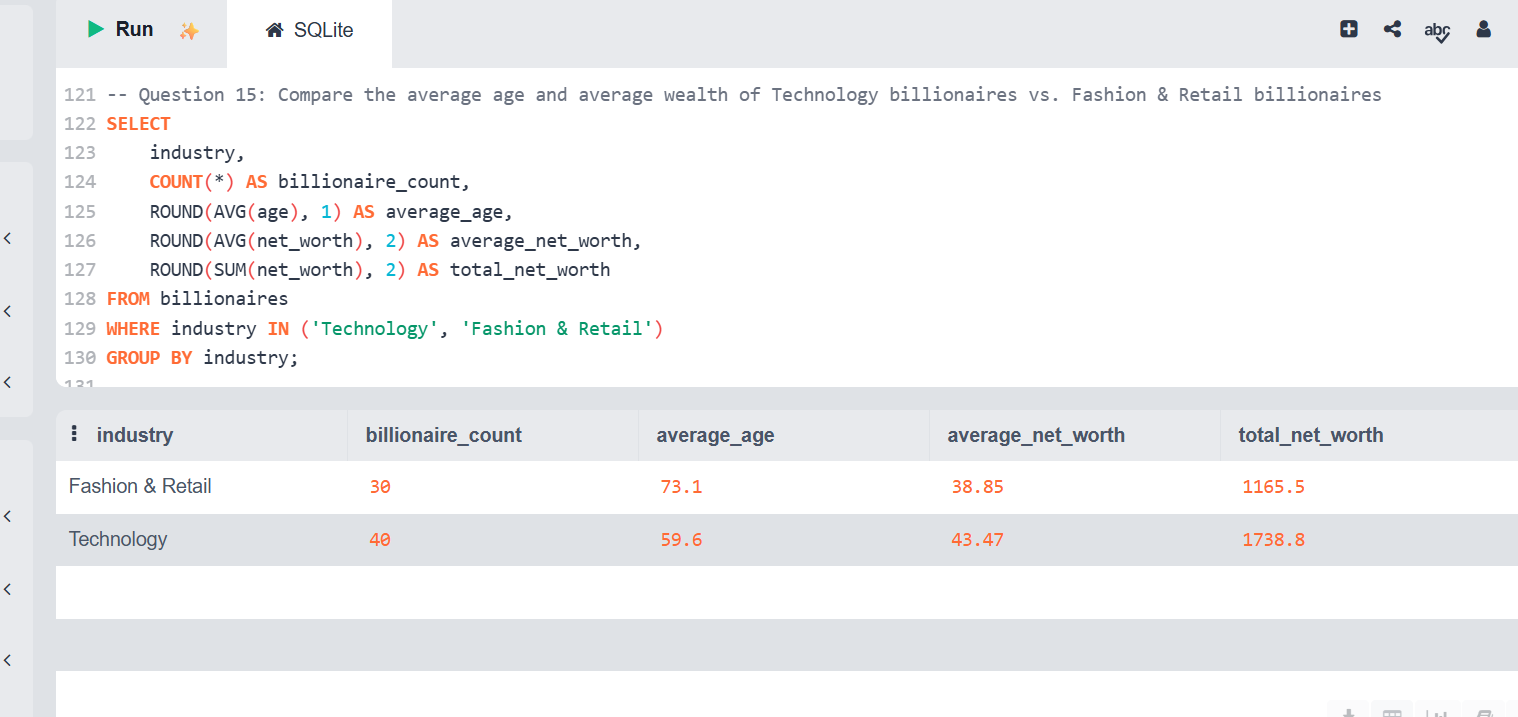 Run
SQLite
abc
121 -- Question 15: Compare the average age and average wealth of Technology billionaires vs. Fashion & Retail billionaires
122 SELECT
123     industry,
124     COUNT(*) AS billionaire_count,
125     ROUND(AVG(age), 1) AS average_age,
126     ROUND(AVG(net_worth), 2) AS average_net_worth,
127     ROUND(SUM(net_worth), 2) AS total_net_worth
128 FROM billionaires
129 WHERE industry IN ('Technology', 'Fashion & Retail')
130 GROUP BY industry;
131
industry billionaire_count average_age average_net_worth total_net_worth
Fashion & Retail 30 73.1 38.85 1165.5
Technology 40 59.6 43.47 1738.8